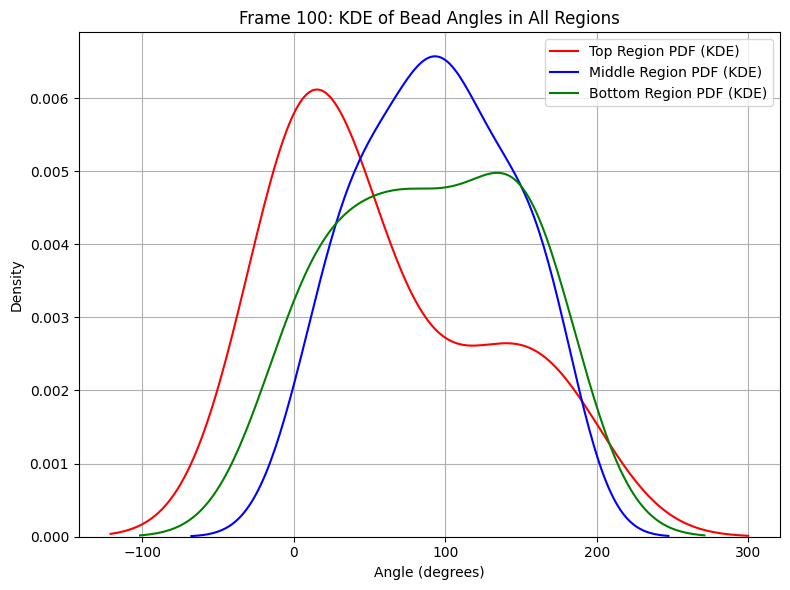 Frame 100: KDE of Bead Angles in All Regions
Top Region PDF (KDE)
Middle Region PDF (KDE)
Bottom Region PDF (KDE)
Density
0.006
0.005
0.004
0.003
0.002
0.001
0.000
−100
0
100
200
300
Angle (degrees)